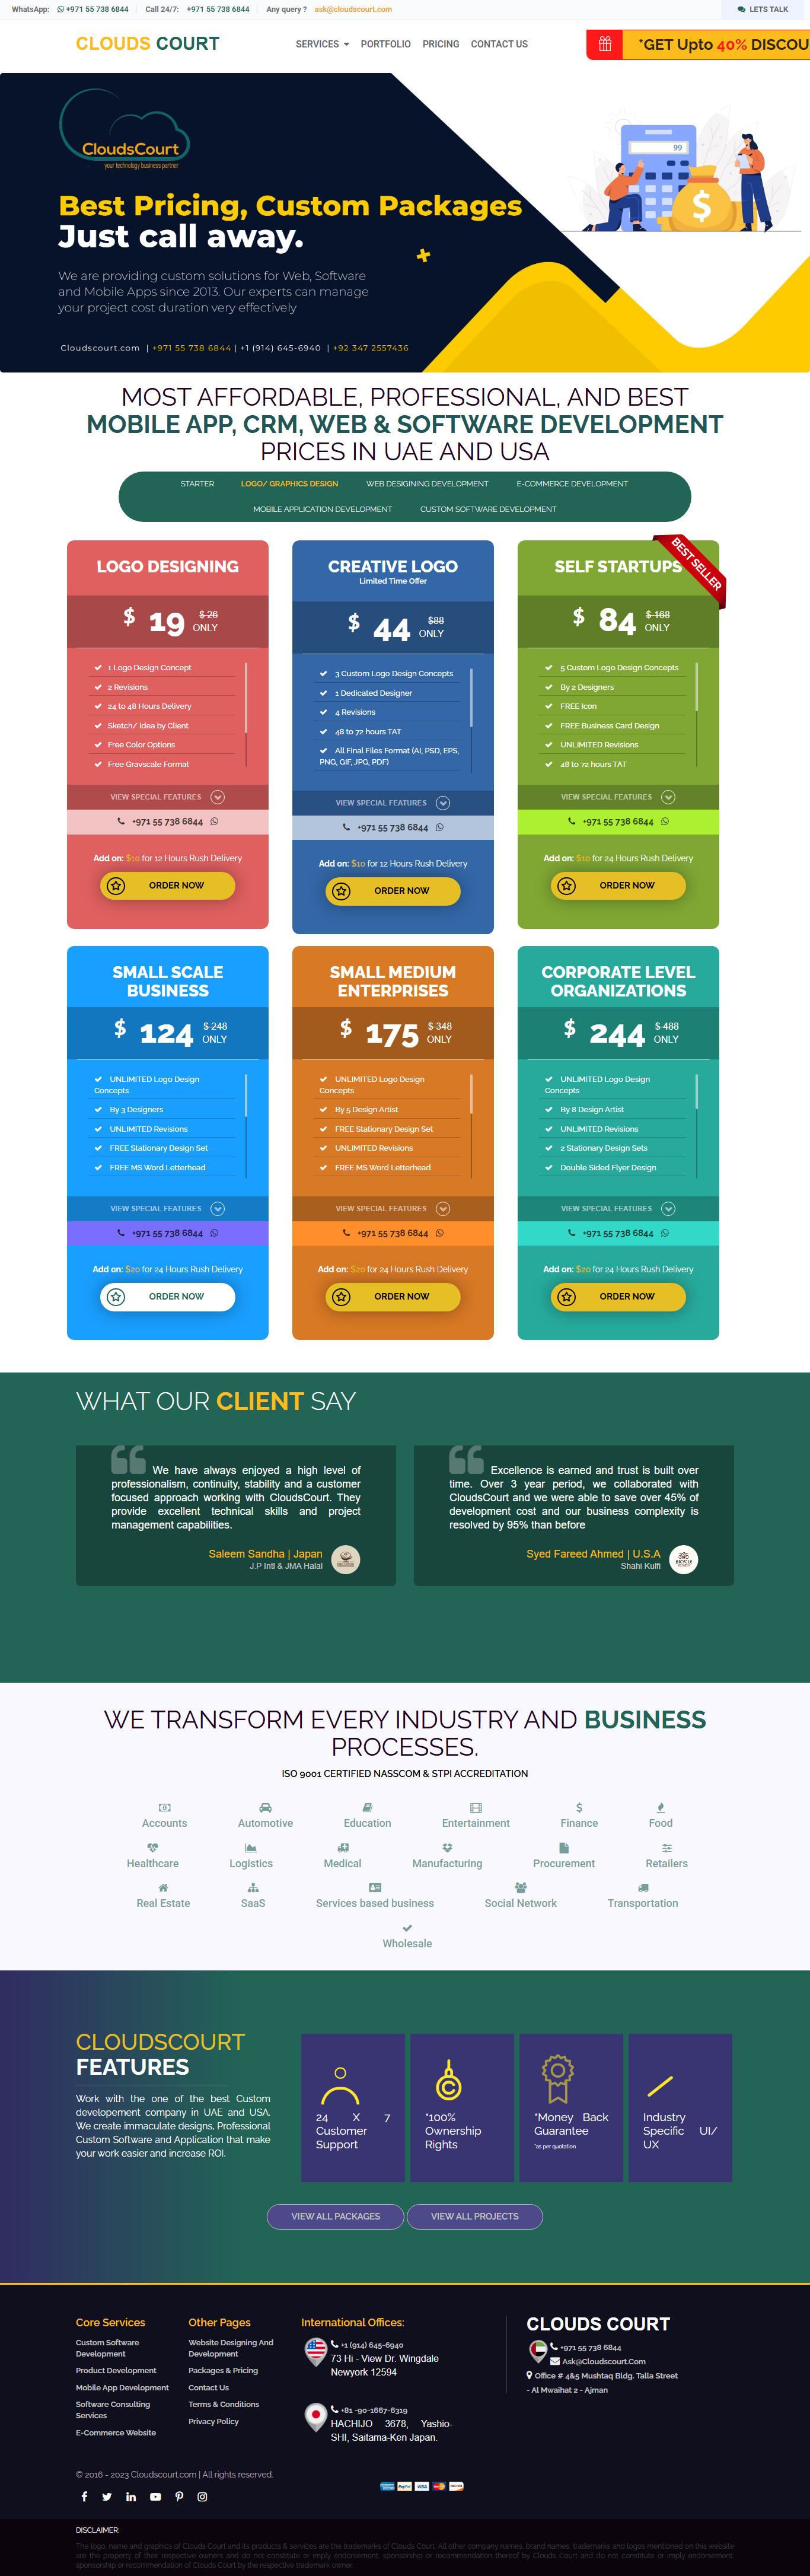 WhatsApp: +971 55 738 6844 Call 24/7: +971 55 738 6844 Any query ? ask@cloudscourt.com LETS TALK
CLOUDS COURT SERVICES PORTFOLIO PRICING CONTACT US *GET Upto 40% DISCOU
CloudsCourt
your technology business partner
99
Best Pricing, Custom Packages
Just call away.
We are providing custom solutions for Web, Software
and Mobile Apps since 2013. Our experts can manage
your project cost duration very effectively
Cloudscourt.com | +971 55 738 6844 | +1 (914) 645-6940 | +92 347 2557436
MOST AFFORDABLE, PROFESSIONAL, AND BEST
MOBILE APP, CRM, WEB & SOFTWARE DEVELOPMENT
PRICES IN UAE AND USA
STARTER LOGO/ GRAPHICS DESIGN WEB DESIGINING DEVELOPMENT E-COMMERCE DEVELOPMENT
MOBILE APPLICATION DEVELOPMENT CUSTOM SOFTWARE DEVELOPMENT
LOGO DESIGNING
$ 19 $ 26
ONLY
1 Logo Design Concept
2 Revisions
24 to 48 Hours Delivery
Sketch/ Idea by Client
Free Color Options
Free Grayscale Format
VIEW SPECIAL FEATURES
+971 55 738 6844
Add on: $10 for 12 Hours Rush Delivery
ORDER NOW
CREATIVE LOGO
Limited Time Offer
$ 44 $88
ONLY
3 Custom Logo Design Concepts
1 Dedicated Designer
4 Revisions
48 to 72 hours TAT
All Final Files Format (AI, PSD, EPS,
PNG, GIF, JPG, PDF)
VIEW SPECIAL FEATURES
+971 55 738 6844
Add on: $10 for 12 Hours Rush Delivery
ORDER NOW
BEST SELLER
SELF STARTUPS
$ 84 $ 168
ONLY
5 Custom Logo Design Concepts
By 2 Designers
FREE Icon
FREE Business Card Design
UNLIMITED Revisions
48 to 72 hours TAT
VIEW SPECIAL FEATURES
+971 55 738 6844
Add on: $10 for 24 Hours Rush Delivery
ORDER NOW
SMALL SCALE
BUSINESS
$ 124 $ 248
ONLY
UNLIMITED Logo Design
Concepts
By 3 Designers
UNLIMITED Revisions
FREE Stationary Design Set
FREE MS Word Letterhead
VIEW SPECIAL FEATURES
+971 55 738 6844
Add on: $20 for 24 Hours Rush Delivery
ORDER NOW
SMALL MEDIUM
ENTERPRISES
$ 175 $ 348
ONLY
UNLIMITED Logo Design
Concepts
By 5 Design Artist
FREE Stationary Design Set
UNLIMITED Revisions
FREE MS Word Letterhead
VIEW SPECIAL FEATURES
+971 55 738 6844
Add on: $20 for 24 Hours Rush Delivery
ORDER NOW
CORPORATE LEVEL
ORGANIZATIONS
$ 244 $ 488
ONLY
UNLIMITED Logo Design
Concepts
By 8 Design Artist
UNLIMITED Revisions
2 Stationary Design Sets
Double Sided Flyer Design
VIEW SPECIAL FEATURES
+971 55 738 6844
Add on: $20 for 24 Hours Rush Delivery
ORDER NOW
WHAT OUR CLIENT SAY
We have always enjoyed a high level of
professionalism, continuity, stability and a customer
focused approach working with CloudsCourt. They
provide excellent technical skills and project
management capabilities.
Saleem Sandha | Japan
J.P Intl & JMA Halal
Excellence is earned and trust is built over
time. Over 3 year period, we collaborated with
CloudsCourt and we were able to save over 45% of
development cost and our business complexity is
resolved by 95% than before
Syed Fareed Ahmed | U.S.A
Shahi Kulfi
WE TRANSFORM EVERY INDUSTRY AND BUSINESS
PROCESSES.
ISO 9001 CERTIFIED NASSCOM & STPI ACCREDITATION
Accounts Automotive Education Entertainment Finance Food
Healthcare Logistics Medical Manufacturing Procurement Retailers
Real Estate SaaS Services based business Social Network Transportation
Wholesale
CLOUDSCOURT
FEATURES
Work with the one of the best Custom
developement company in UAE and USA.
We create immaculate designs, Professional
Custom Software and Application that make
your work easier and increase ROI.
24 X 7
Customer
Support
*100%
Ownership
Rights
*Money Back
Guarantee
*as per quotation
Industry
Specific UI/
UX
VIEW ALL PACKAGES VIEW ALL PROJECTS
Core Services
Custom Software
Development
Product Development
Mobile App Development
Software Consulting
Services
E-Commerce Website
Other Pages
Website Designing And
Development
Packages & Pricing
Contact Us
Terms & Conditions
Privacy Policy
International Offices:
+1 (914) 645-6940
73 Hi - View Dr. Wingdale
Newyork 12594
+81 -90-1667-6319
HACHIJO 3678, Yashio-
SHI, Saitama-Ken Japan.
CLOUDS COURT
+971 55 738 6844
Ask@Cloudscourt.Com
Office # 4&5 Mushtaq Bldg. Talla Street
- Al Mwaihat 2 - Ajman
© 2016 - 2023 Cloudscourt.com | All rights reserved.
PayPal VISA
DISCLAIMER:
The logo, name and graphics of Clouds Court and its products & services are the trademarks of Clouds Court. All other company names, brand names, trademarks and logos mentioned on this website
are the property of their respective owners and do not constitute or imply endorsement, sponsorship or recommendation thereof by Clouds Court and do not constitute or imply endorsement,
sponsorship or recommendation of Clouds Court by the respective trademark owner.